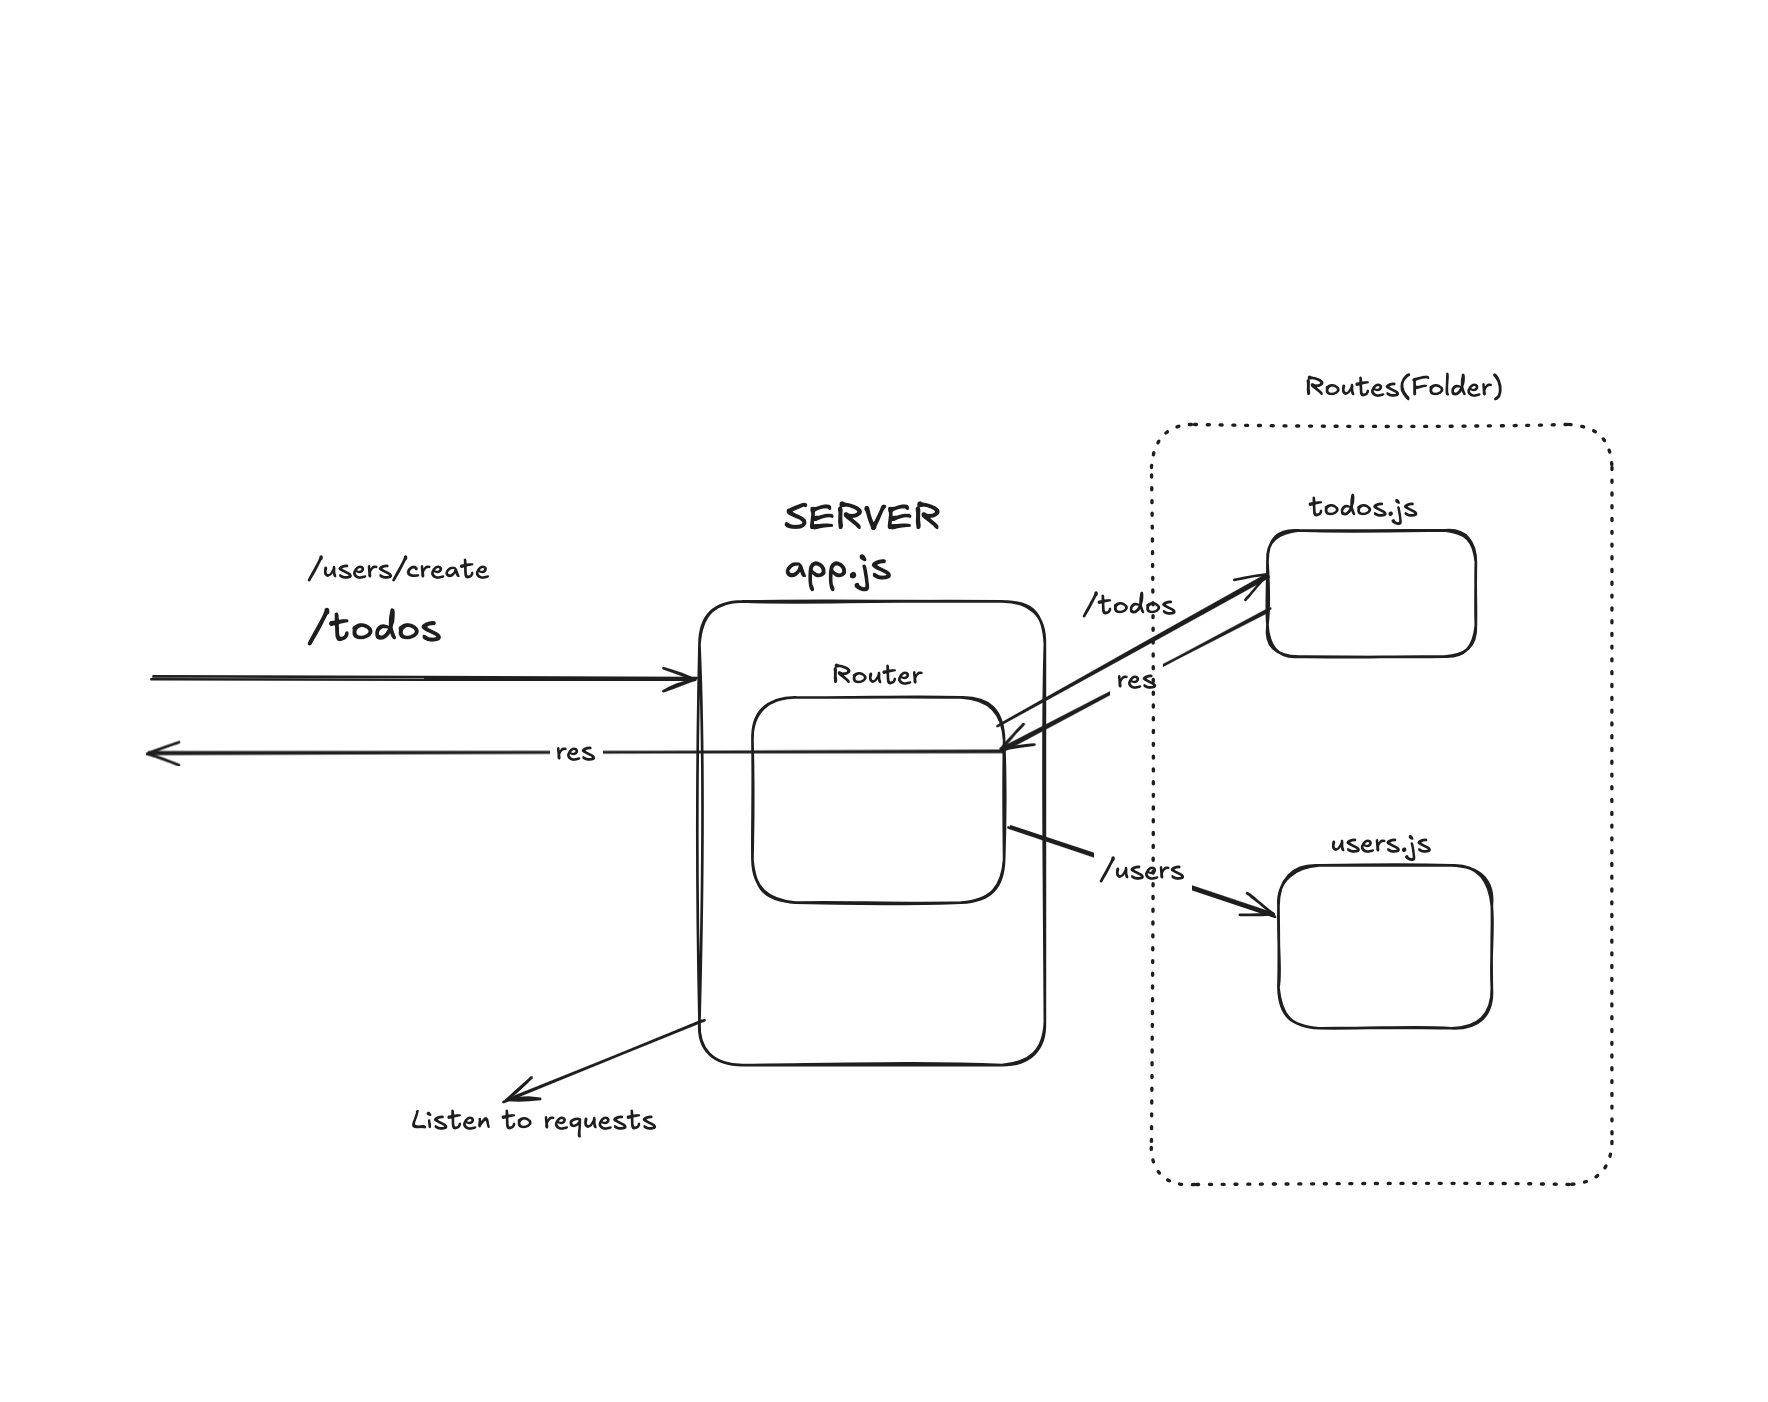 Routes(Folder)
todos.js
SERVER
app.js
/users/create
/todos
/todos
Router
res
res
users.js
/users
Listen to requests